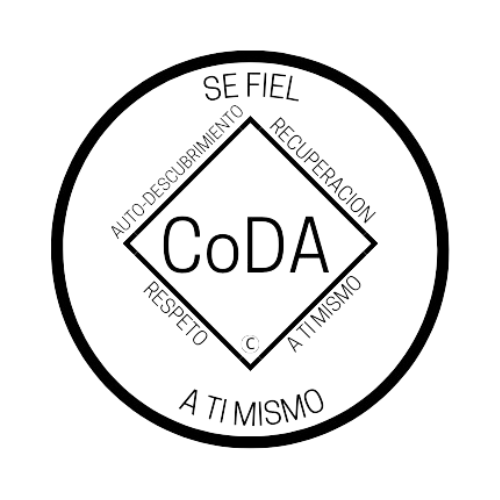 SE FIEL
AUTO-DESCUBRIMIENTO
RECUPERACION
CoDA
RESPETO
A TI MISMO
©
A TI MISMO